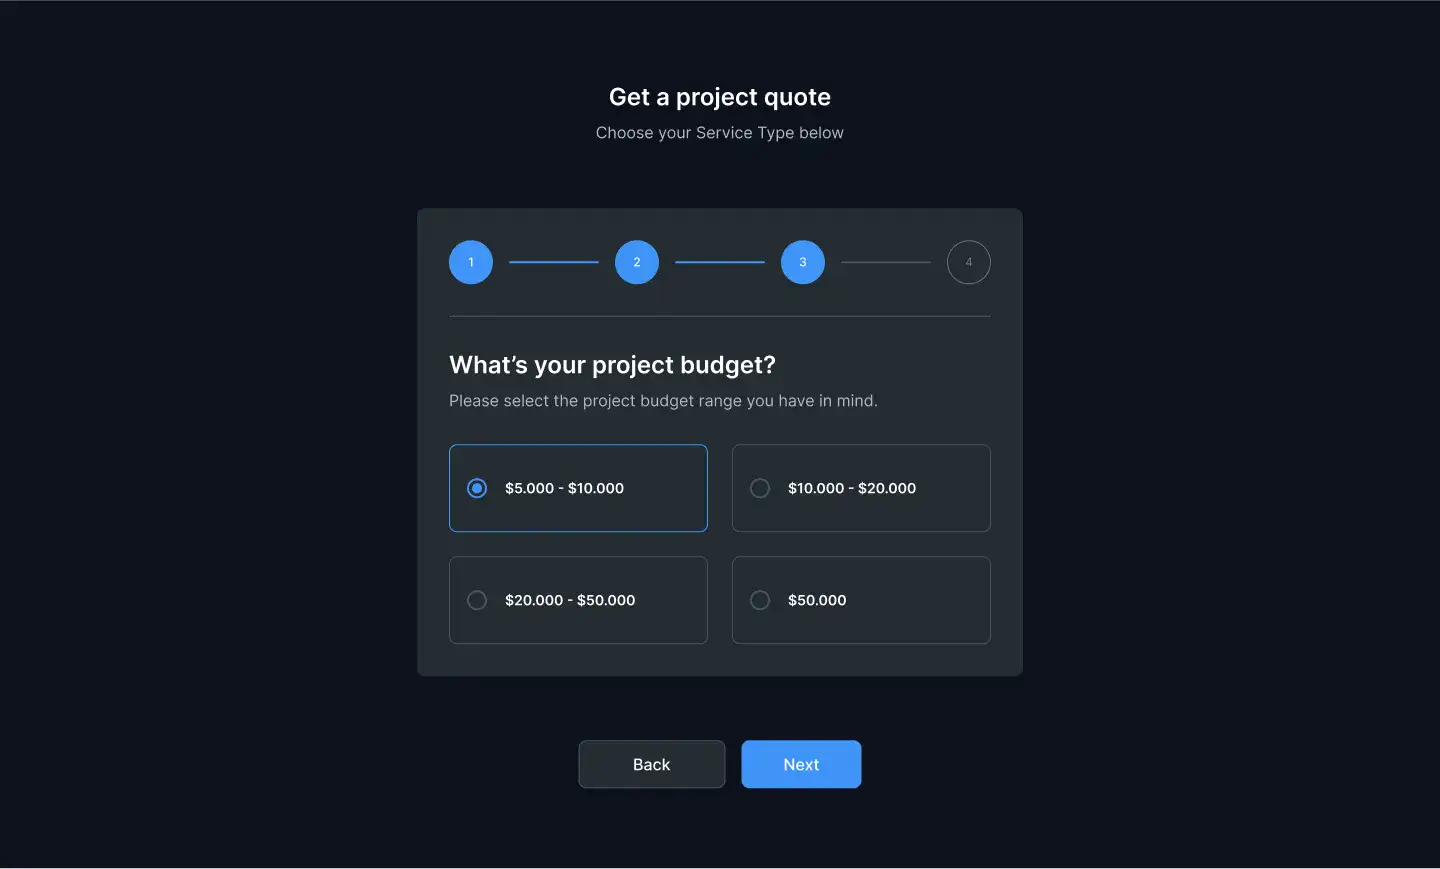 Get a project quote
Choose your Service Type below
1 2 3 4
What’s your project budget?
Please select the project budget range you have in mind.
$5.000 - $10.000
$10.000 - $20.000
$20.000 - $50.000
$50.000
Back
Next